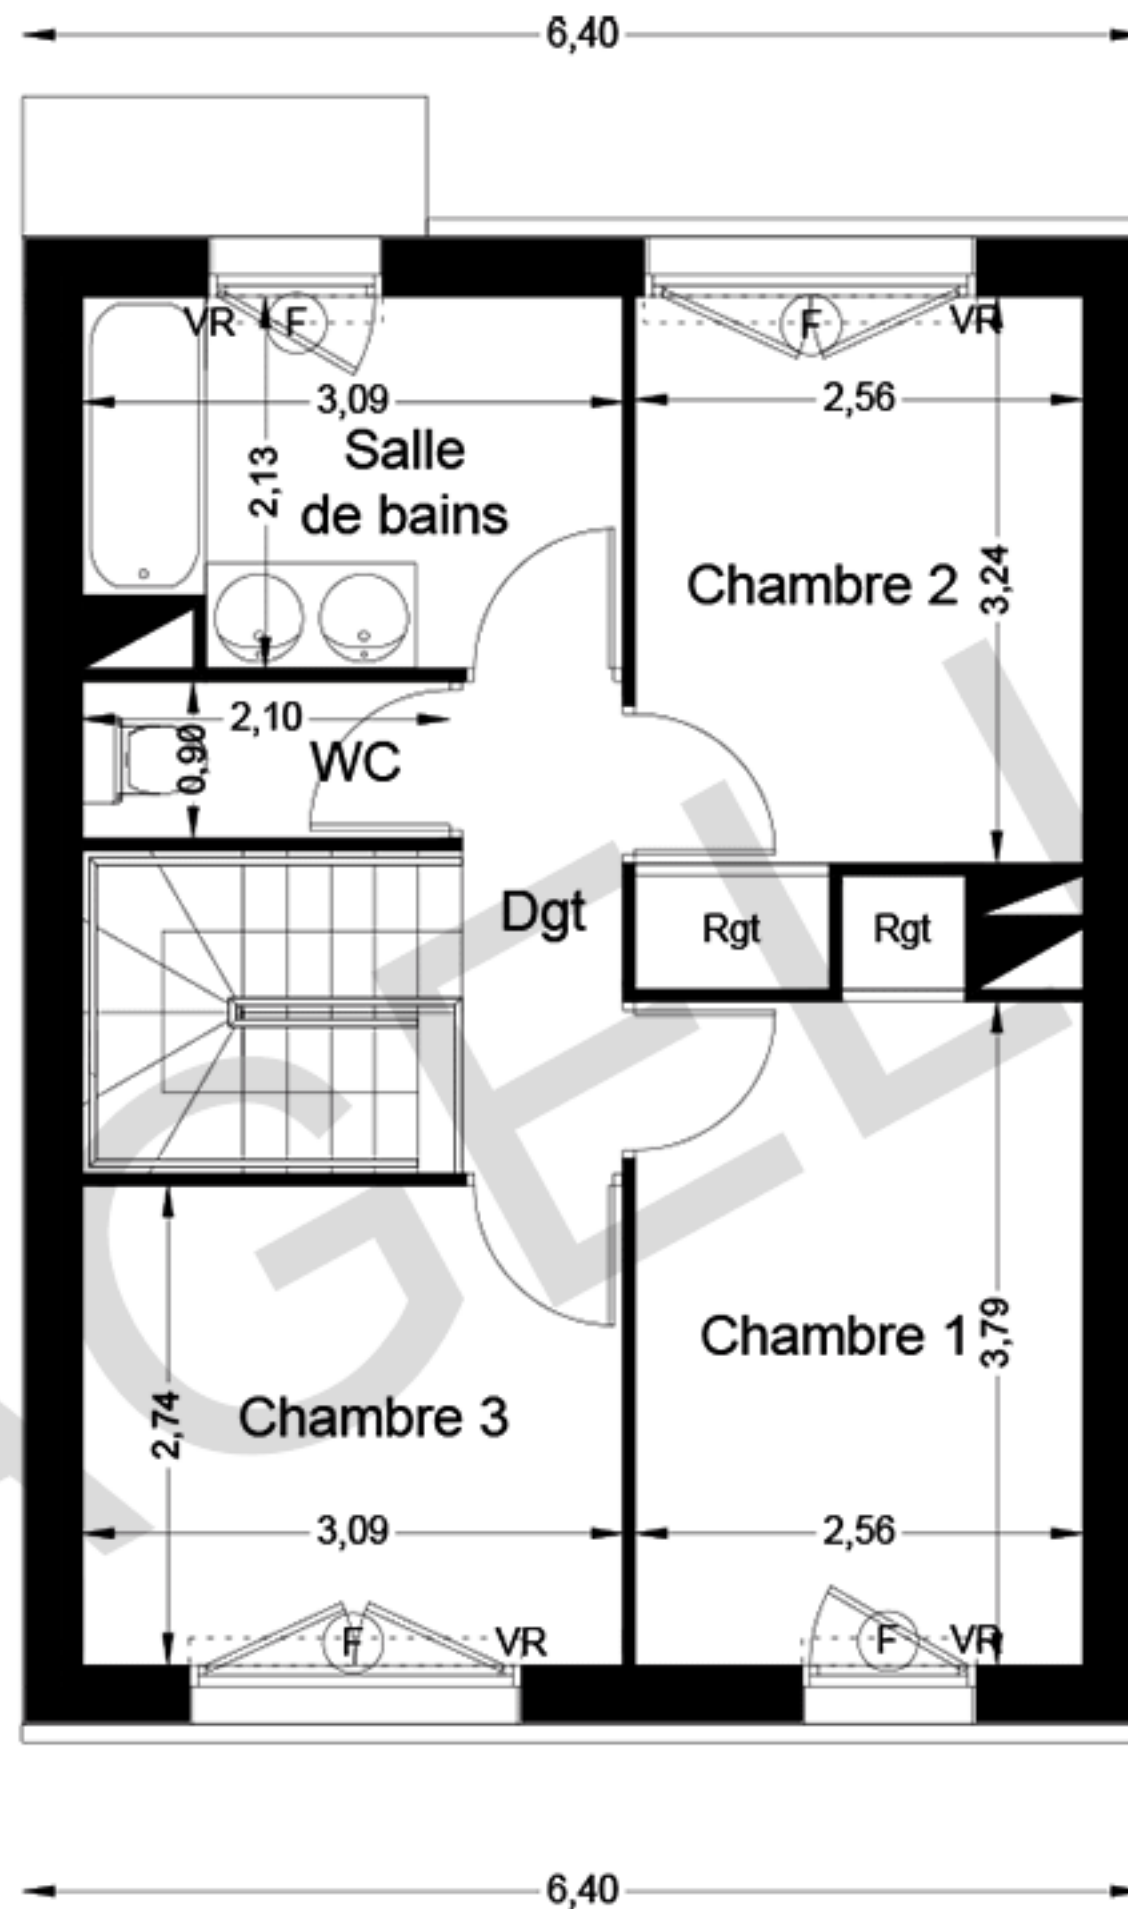 6,40
VR
F
F
VR
3,09
2,56
2,13
Salle
de bains
Chambre 2
3,24
2,10
0,90
WC
Dgt
Rgt
Rgt
AGELI
Chambre 1
3,79
2,74
Chambre 3
3,09
2,56
F
VR
F
VR
6,40